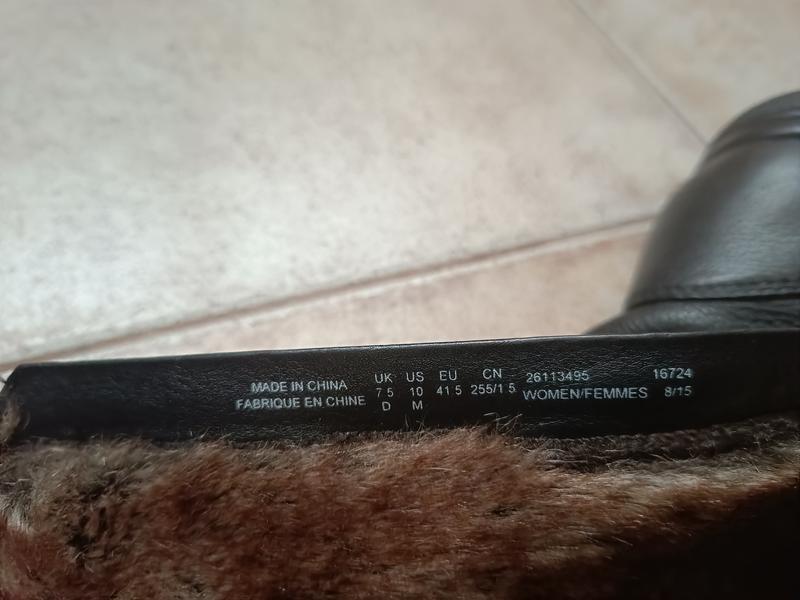 MADE IN CHINA
FABRIQUE EN CHINE
UK US EU CN
7 5 10 41 5 255/1 5
D M
26113495 16724
WOMEN/FEMMES 8/15